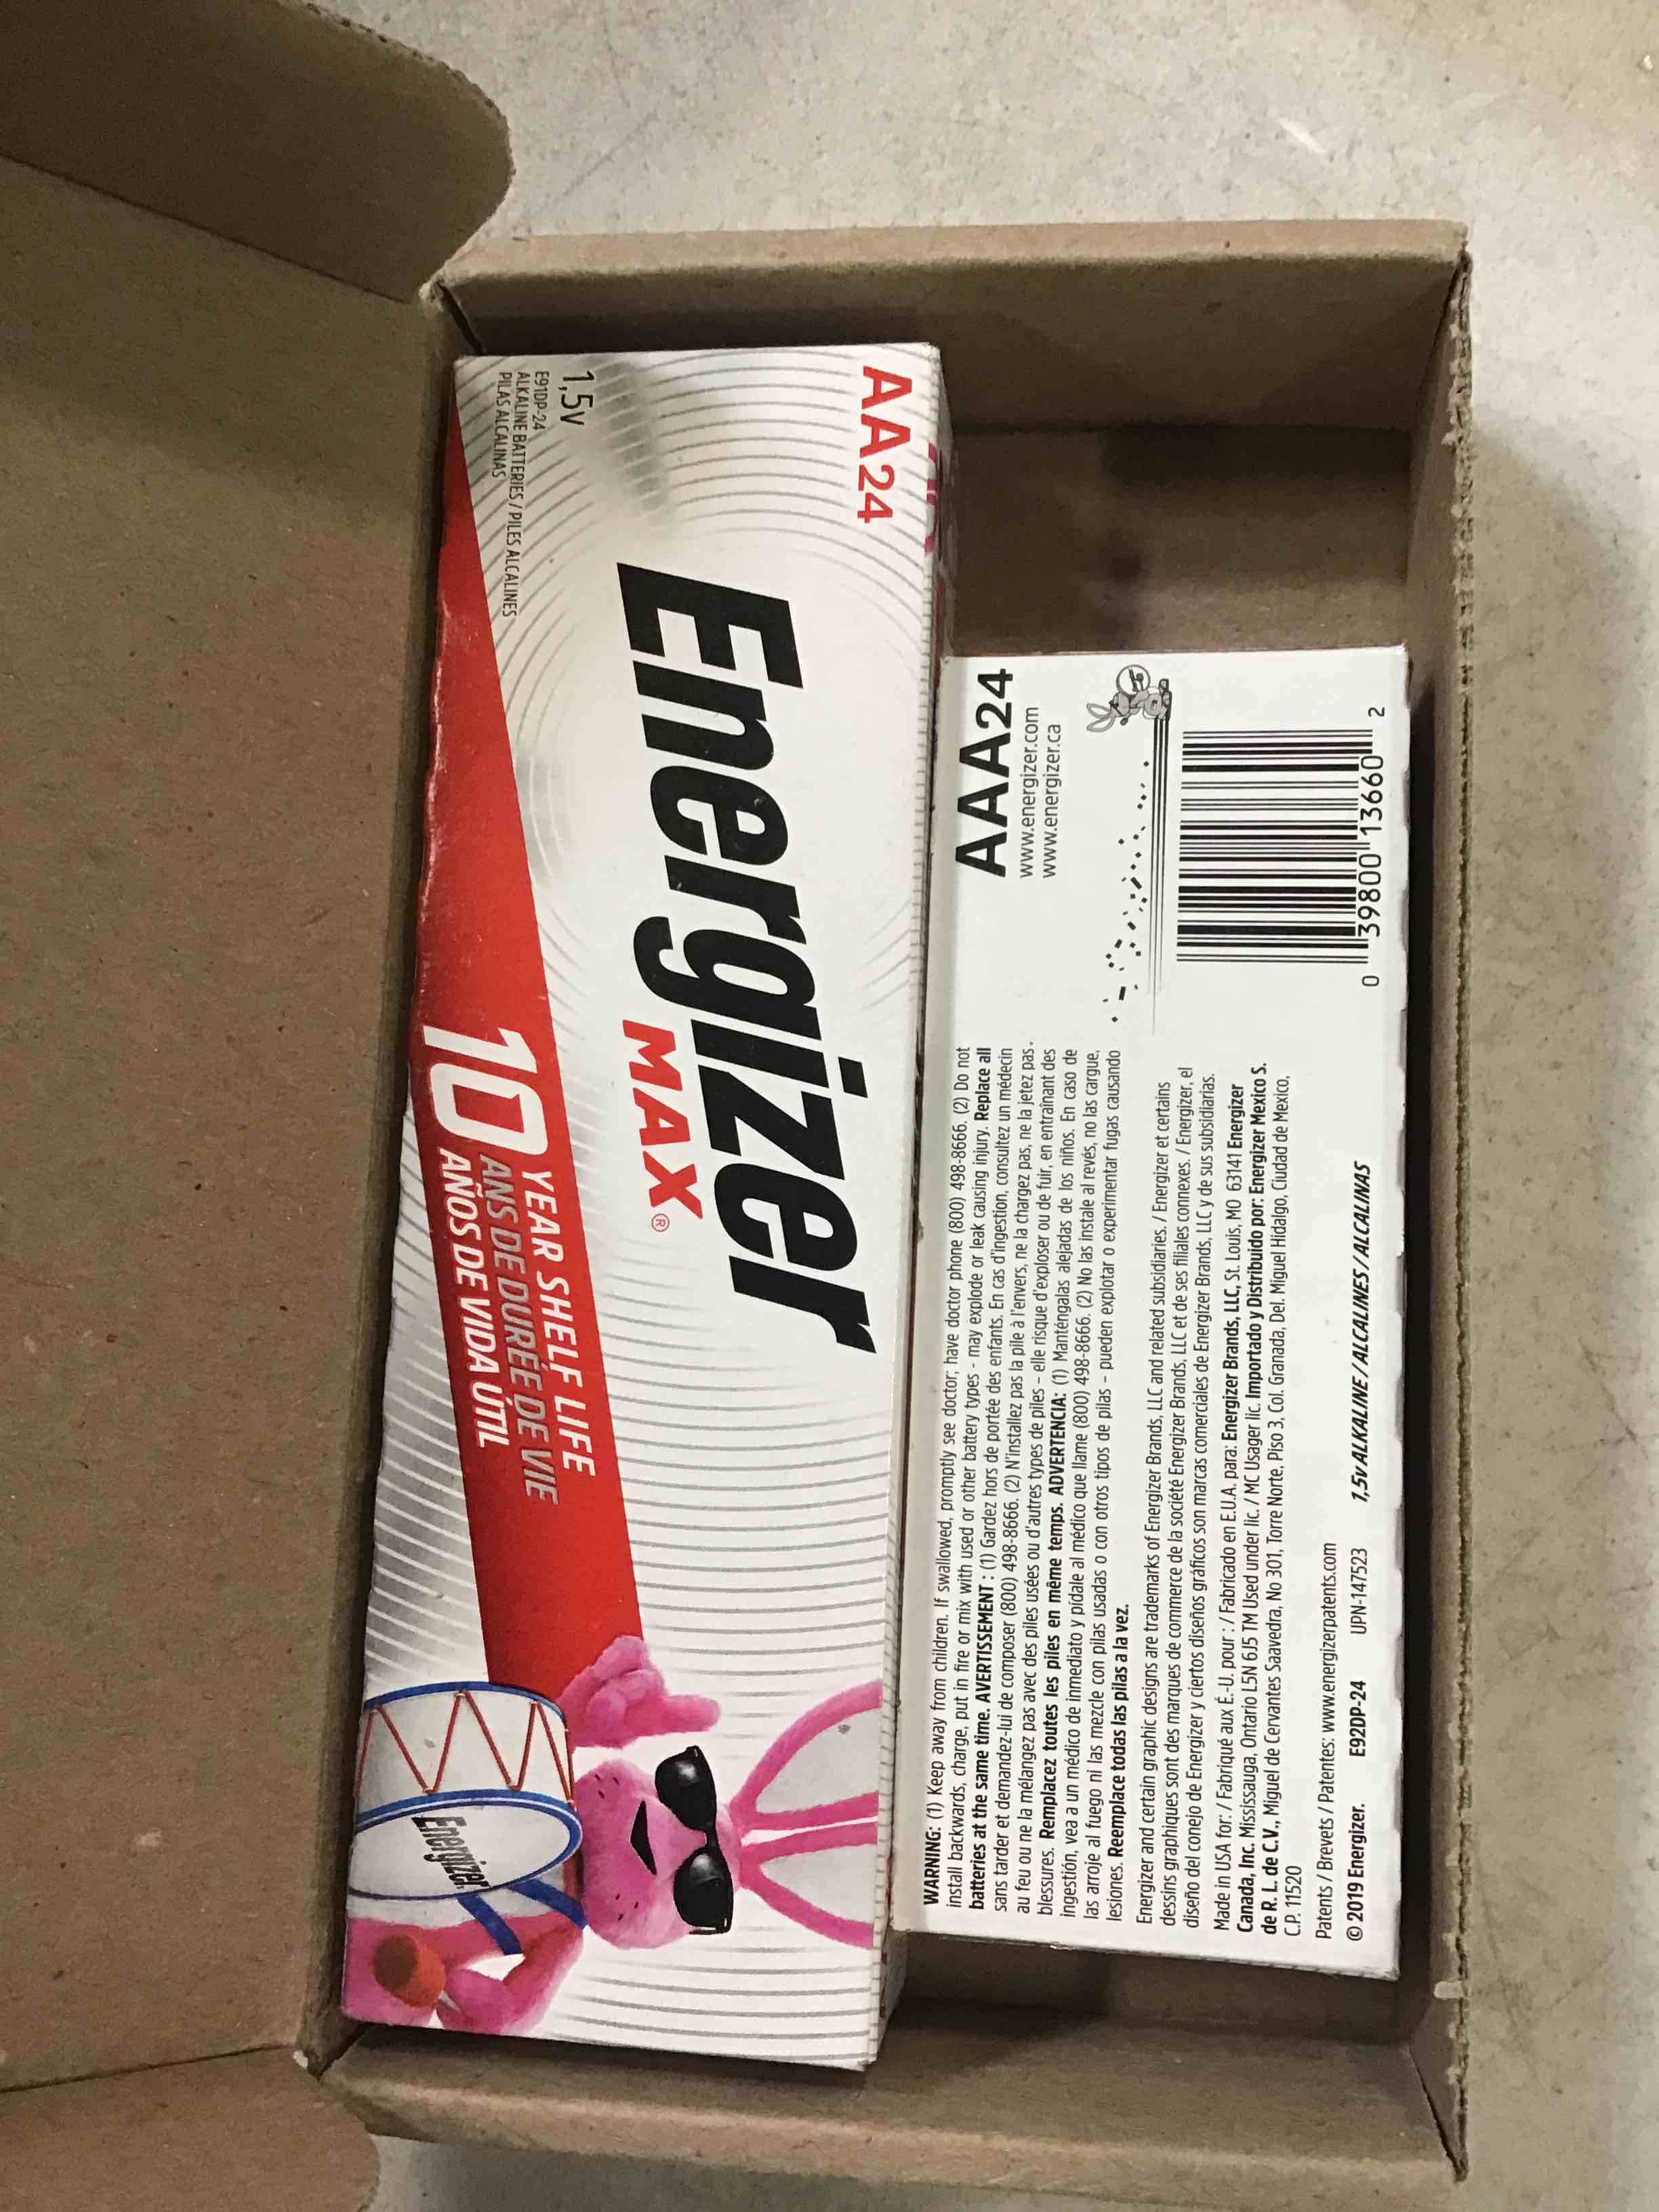 AA24
Energizer
MAX®
10 YEAR SHELF LIFE
ANS DE DURÉE DE VIE
AÑOS DE VIDA ÚTIL
1,5v
E91DP-24
ALKALINE BATTERIES / PILES ALCALINES
PILAS ALCALINAS
Energizer
AAA24
www.energizer.com
www.energizer.ca
WARNING: (1) Keep away from children. If swallowed, promptly see doctor; have doctor phone (800) 498-8666. (2) Do not
install backwards, charge, put in fire or mix with used or other battery types - may explode or leak causing injury. Replace all
batteries at the same time. AVERTISSEMENT : (1) Gardez hors de portée des enfants. En cas d'ingestion, consultez un médecin
sans tarder et demandez-lui de composer (800) 498-8666. (2) N'installez pas la pile à l'envers, ne la chargez pas, ne la jetez pas
au feu ou ne la mélangez pas avec des piles usées ou d'autres types de piles – elle risque d'exploser ou de fuir, en entraînant des
blessures. Remplacez toutes les piles en même temps. ADVERTENCIA: (1) Manténgalas alejadas de los niños. En caso de
ingestión, vea a un médico de inmediato y pídale al médico que llame (800) 498-8666. (2) No las instale al revés, no las cargue,
las arroje al fuego ni las mezcle con pilas usadas o con otros tipos de pilas – pueden explotar o experimentar fugas causando
lesiones. Reemplace todas las pilas a la vez.
Energizer and certain graphic designs are trademarks of Energizer Brands, LLC and related subsidiaries. / Energizer et certains
dessins graphiques sont des marques de commerce de la société Energizer Brands, LLC et de ses filiales connexes. / Energizer, el
diseño del conejo de Energizer y ciertos diseños gráficos son marcas comerciales de Energizer Brands, LLC y de sus subsidiarias.
Made in USA for: / Fabriqué aux É.-U. pour : / Fabricado en E.U.A. para: Energizer Brands, LLC, St. Louis, MO 63141 Energizer
Canada, Inc. Mississauga, Ontario L5N 6U5 TM Used under lic. / MC Usager lic. Importado y Distribuido por: Energizer Mexico S.
de R. L. de C.V., Miguel de Cervantes Saavedra, No 301, Torre Norte, Piso 3, Col. Granada, Del. Miguel Hidalgo, Ciudad de Mexico,
C.P. 11520
Patents / Brevets / Patentes: www.energizerpatents.com
© 2019 Energizer. E92DP-24 UPN-147523 1,5v ALKALINE / ALCALINES / ALCALINAS
0 39800 13660 2